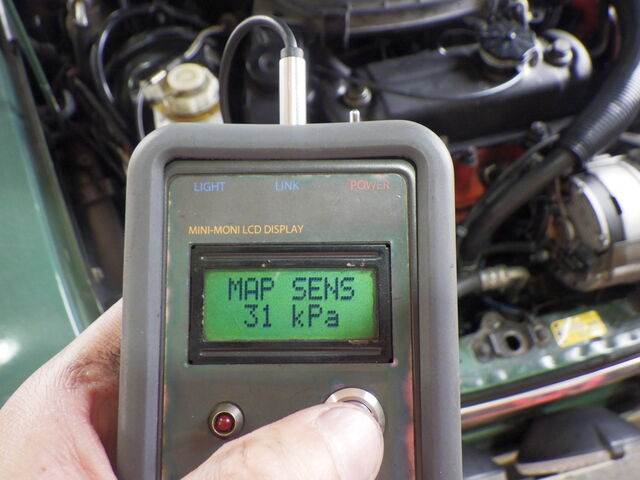 LIGHT LINK POWER
MINI-MONI LCD DISPLAY
MAP SENS
31 kPa